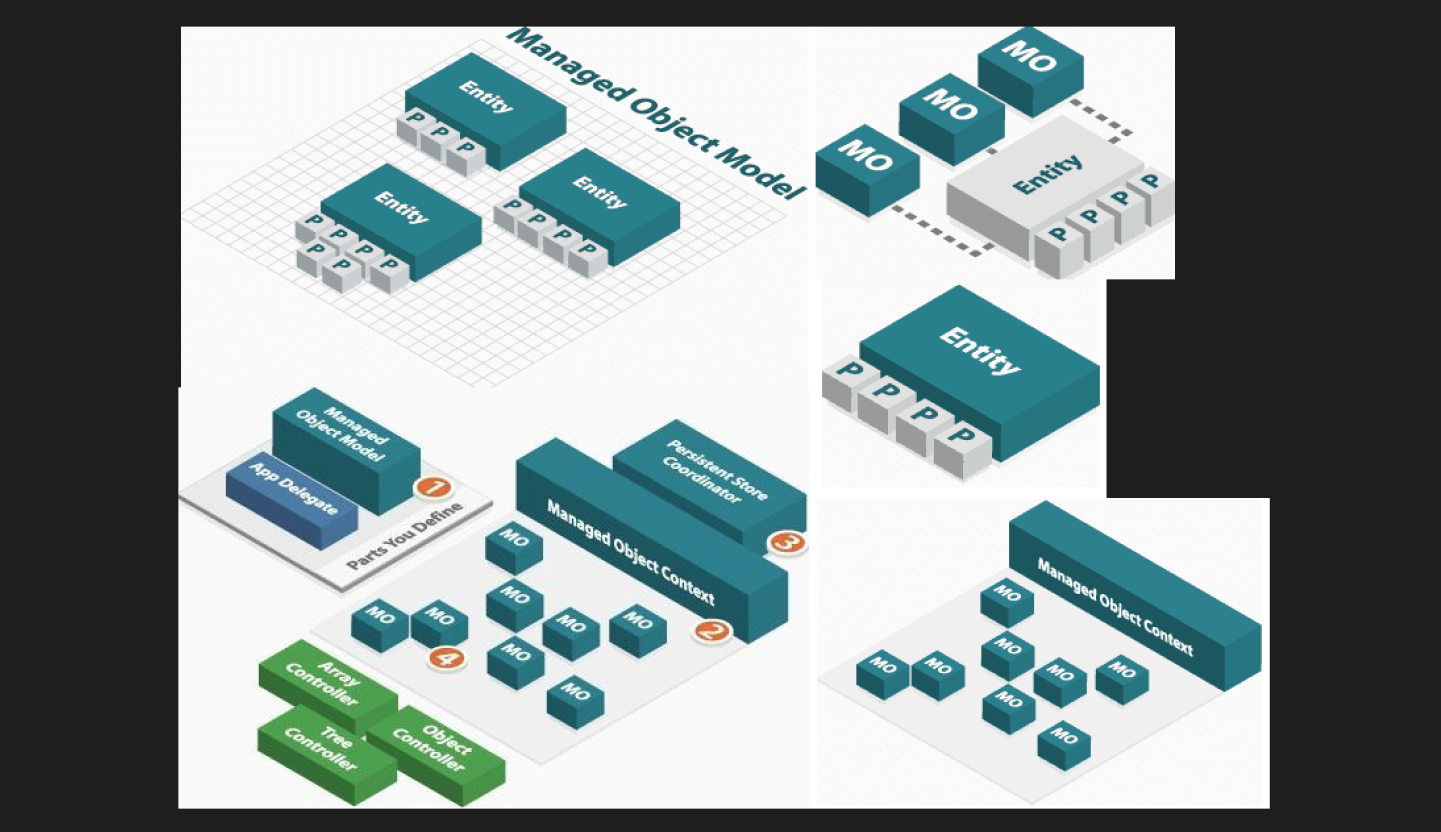 Managed Object Model
Entity
P
P
P
Entity
P
P
P
P
P
P
P
Entity
P
P
P
P
MO
MO
MO
Entity
P
P
P
P
Entity
P
P
P
P
Managed
Object Model
App Delegate
1
Parts You Define
Persistent Store
Coordinator
3
Managed Object Context
2
MO
MO
MO
MO
MO
MO
MO
MO
4
Array
Controller
Tree
Controller
Object
Controller
Managed Object Context
MO
MO
MO
MO
MO
MO
MO
MO